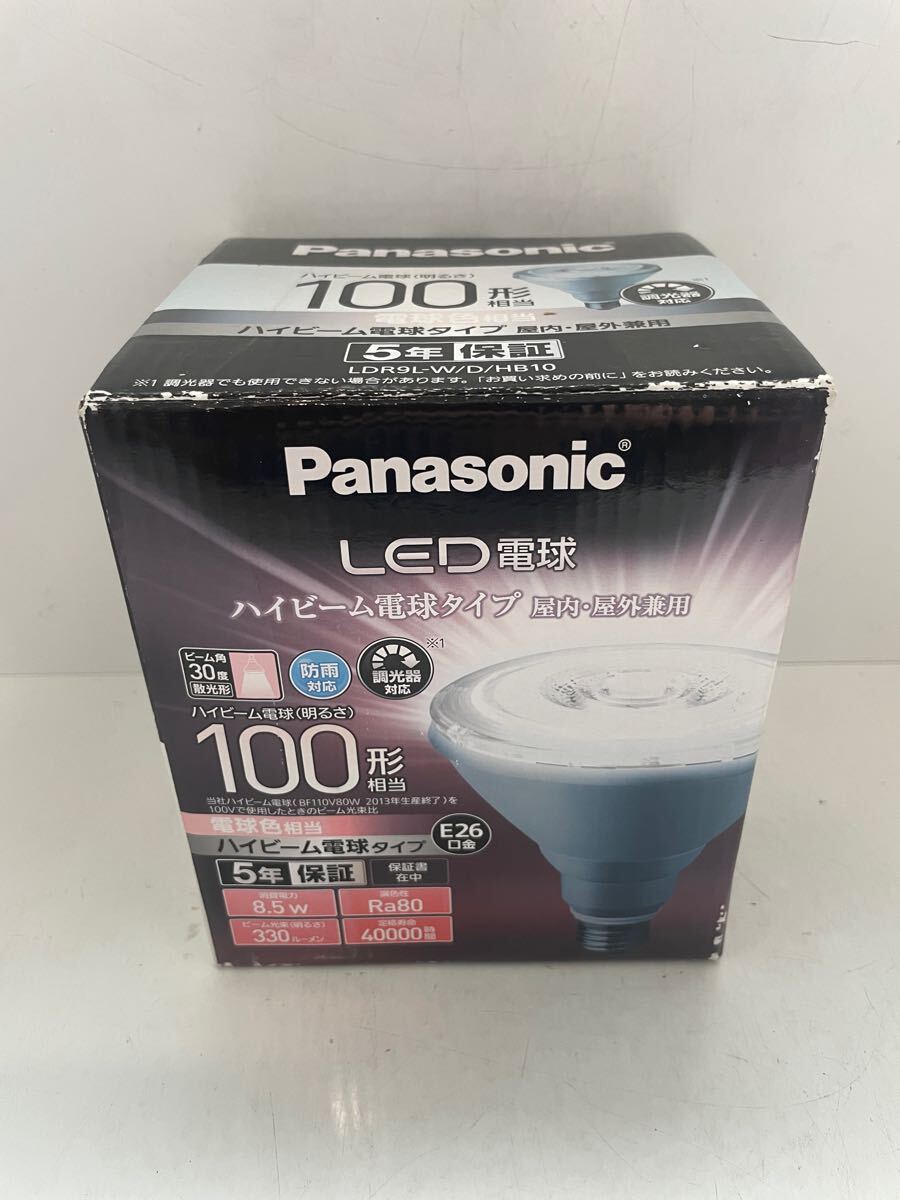 Panasonic
ハイビーム電球(明るさ)
100形相当
※1
調光器対応
電球色相当
ハイビーム電球タイプ 屋内・屋外兼用
5年保証
LDR9L-W/D/HB10
※1 調光器でも使用できない場合があります。「お買い求めの前に」をお読みください。
Panasonic®
LED電球
ハイビーム電球タイプ 屋内・屋外兼用
ビーム角
30度
散光形
防雨
対応
※1
調光器
対応
ハイビーム電球(明るさ)
100形相当
当社ハイビーム電球(BF110V80W 2013年生産終了)を
100Vで使用したときのビーム光束比
電球色相当
ハイビーム電球タイプ
E26
口金
5年保証
保証書
在中
消費電力
8.5W
演色性
Ra80
ビーム光束(明るさ)
330ルーメン
定格寿命
40000時間